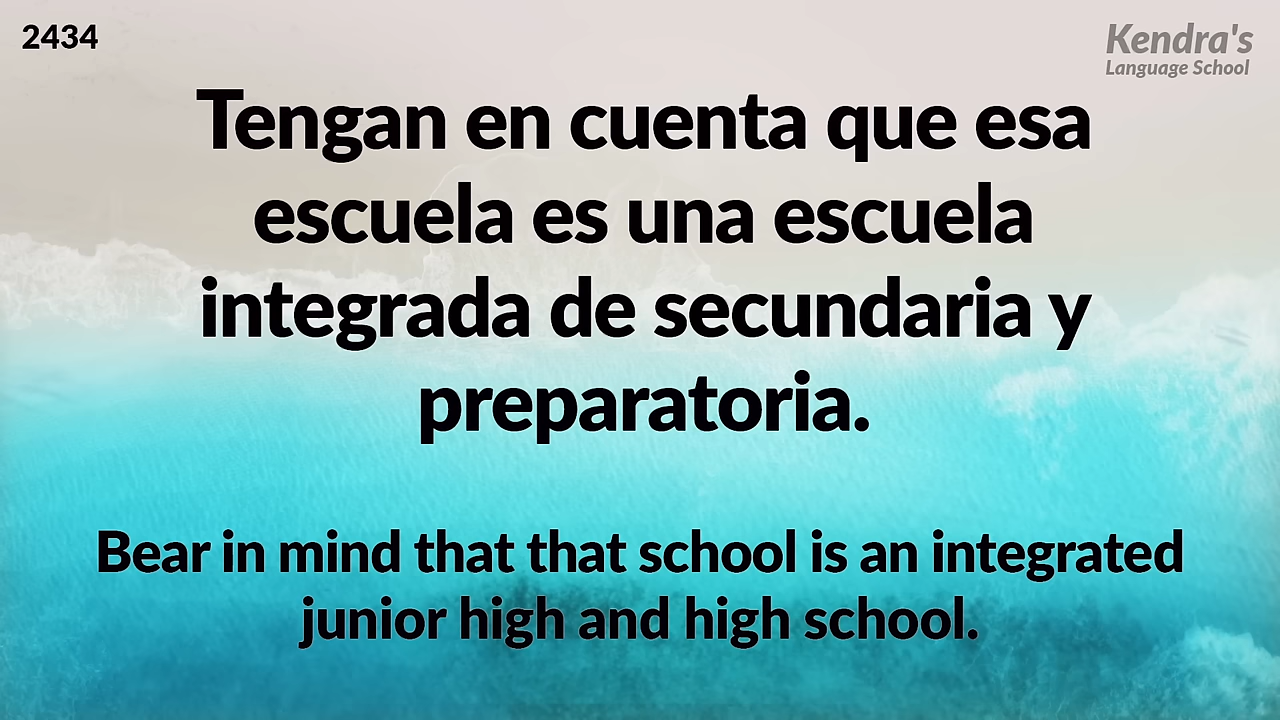 2434
Kendra's
Language School
Tengan en cuenta que esa
escuela es una escuela
integrada de secundaria y
preparatoria.
Bear in mind that that school is an integrated
junior high and high school.